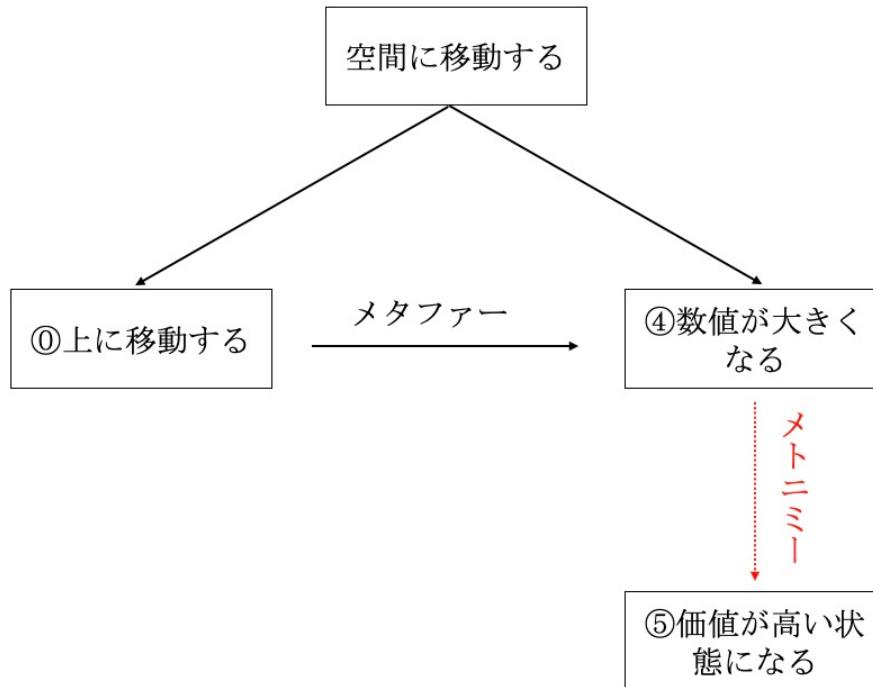 空間に移動する
⓪上に移動する
メタファー
④数値が大きく
なる
メトニミー
⑤価値が高い状
態になる